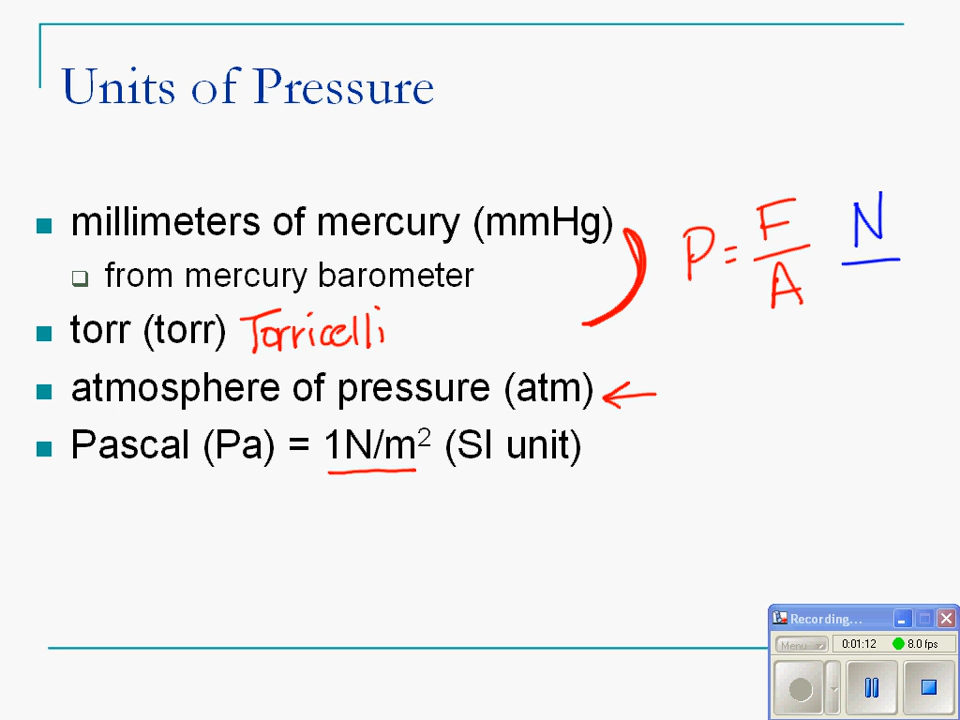 Units of Pressure
millimeters of mercury (mmHg)
from mercury barometer
torr (torr) Torricelli
atmosphere of pressure (atm)
Pascal (Pa) = 1N/m² (SI unit)
P = F/A N
Recording...
Menu 0:01:12 8.0 fps